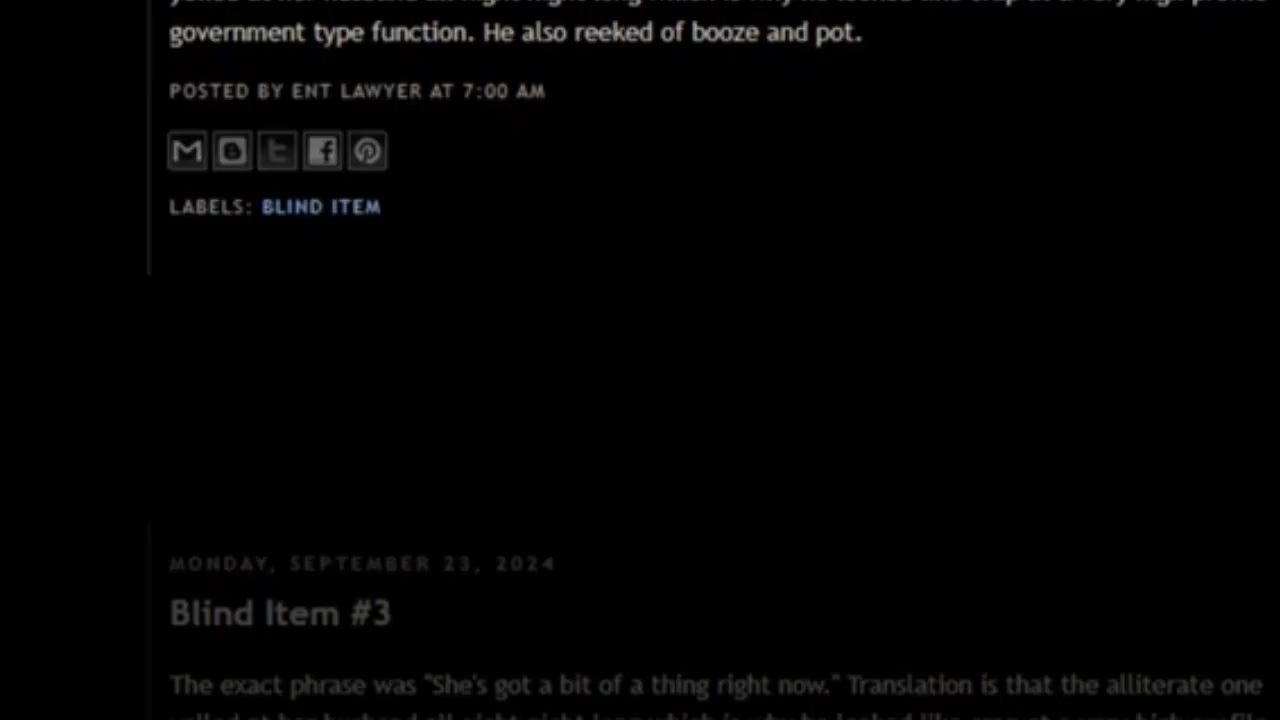 government type function. He also reeked of booze and pot.
POSTED BY ENT LAWYER AT 7:00 AM
LABELS: BLIND ITEM
MONDAY, SEPTEMBER 23, 2024
Blind Item #3
The exact phrase was "She's got a bit of a thing right now." Translation is that the alliterate one